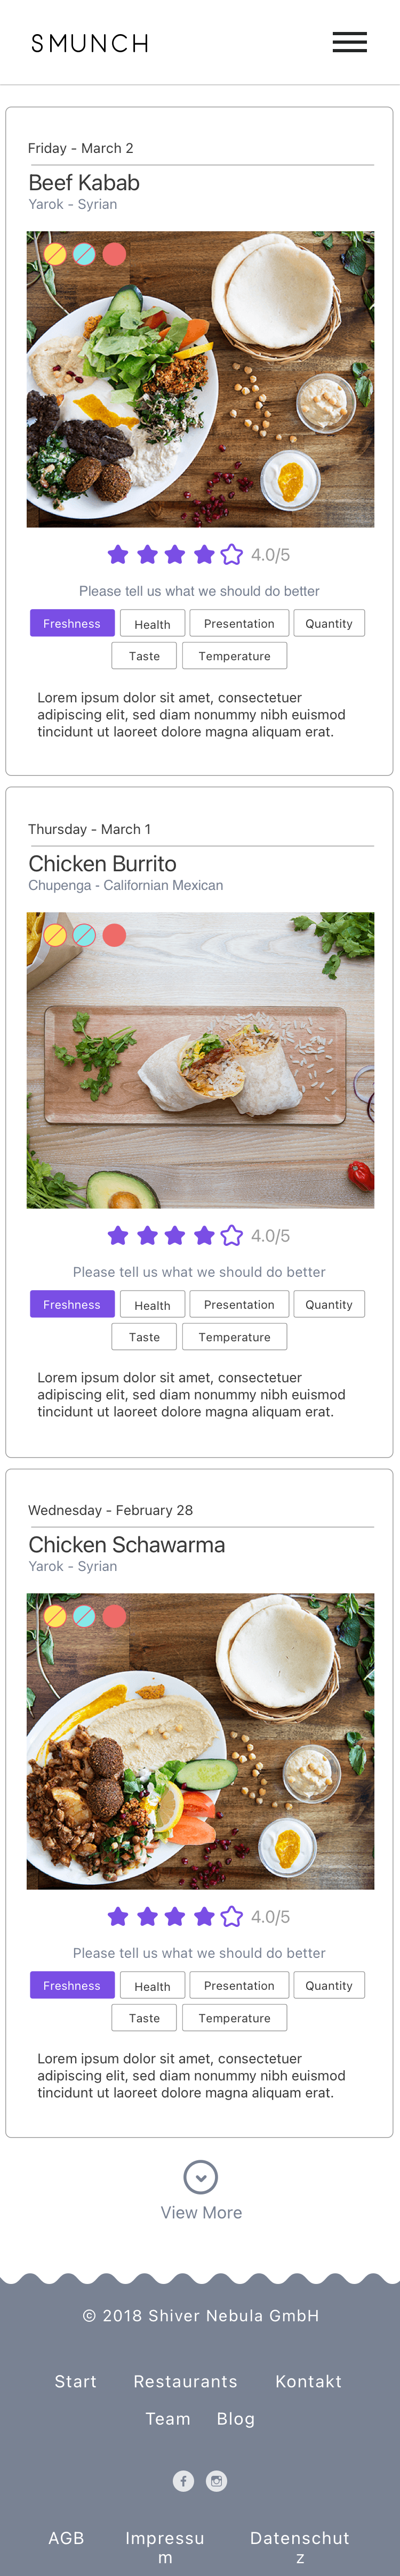 SMUNCH
Friday - March 2
Beef Kabab
Yarok - Syrian
4.0/5
Please tell us what we should do better
Freshness Health Presentation Quantity
Taste Temperature
Lorem ipsum dolor sit amet, consectetuer
adipiscing elit, sed diam nonummy nibh euismod
tincidunt ut laoreet dolore magna aliquam erat.
Thursday - March 1
Chicken Burrito
Chupenga - Californian Mexican
4.0/5
Please tell us what we should do better
Freshness Health Presentation Quantity
Taste Temperature
Lorem ipsum dolor sit amet, consectetuer
adipiscing elit, sed diam nonummy nibh euismod
tincidunt ut laoreet dolore magna aliquam erat.
Wednesday - February 28
Chicken Schawarma
Yarok - Syrian
4.0/5
Please tell us what we should do better
Freshness Health Presentation Quantity
Taste Temperature
Lorem ipsum dolor sit amet, consectetuer
adipiscing elit, sed diam nonummy nibh euismod
tincidunt ut laoreet dolore magna aliquam erat.
View More
© 2018 Shiver Nebula GmbH
Start Restaurants Kontakt
Team Blog
AGB Impressu Datenschut
m z